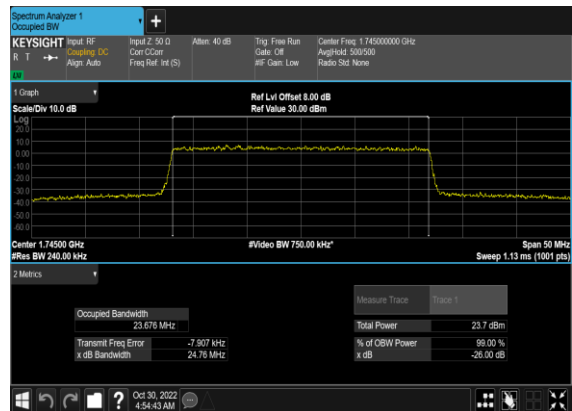 Spectrum Analyzer 1
Occupied BW
+
KEYSIGHT Input: RF Input Z: 50 Ω Atten: 40 dB Trig: Free Run Center Freq: 1.745000000 GHz
R T Coupling: DC Corr CCorr Gate: Off Avg|Hold: 500/500
Align: Auto Freq Ref: Int (S) #IF Gain: Low Radio Std: None
1 Graph
Ref Lvl Offset 8.00 dB
Scale/Div 10.0 dB Ref Value 30.00 dBm
Log
20.0
10.0
0.00
-10.0
-20.0
-30.0
-40.0
-50.0
-60.0
Center 1.74500 GHz #Video BW 750.00 kHz* Span 50 MHz
#Res BW 240.00 kHz Sweep 1.13 ms (1001 pts)
2 Metrics
Measure Trace Trace 1
Occupied Bandwidth
23.676 MHz Total Power 23.7 dBm
Transmit Freq Error -7.907 kHz % of OBW Power 99.00 %
x dB Bandwidth 24.76 MHz x dB -26.00 dB
? Oct 30, 2022
4:54:43 AM